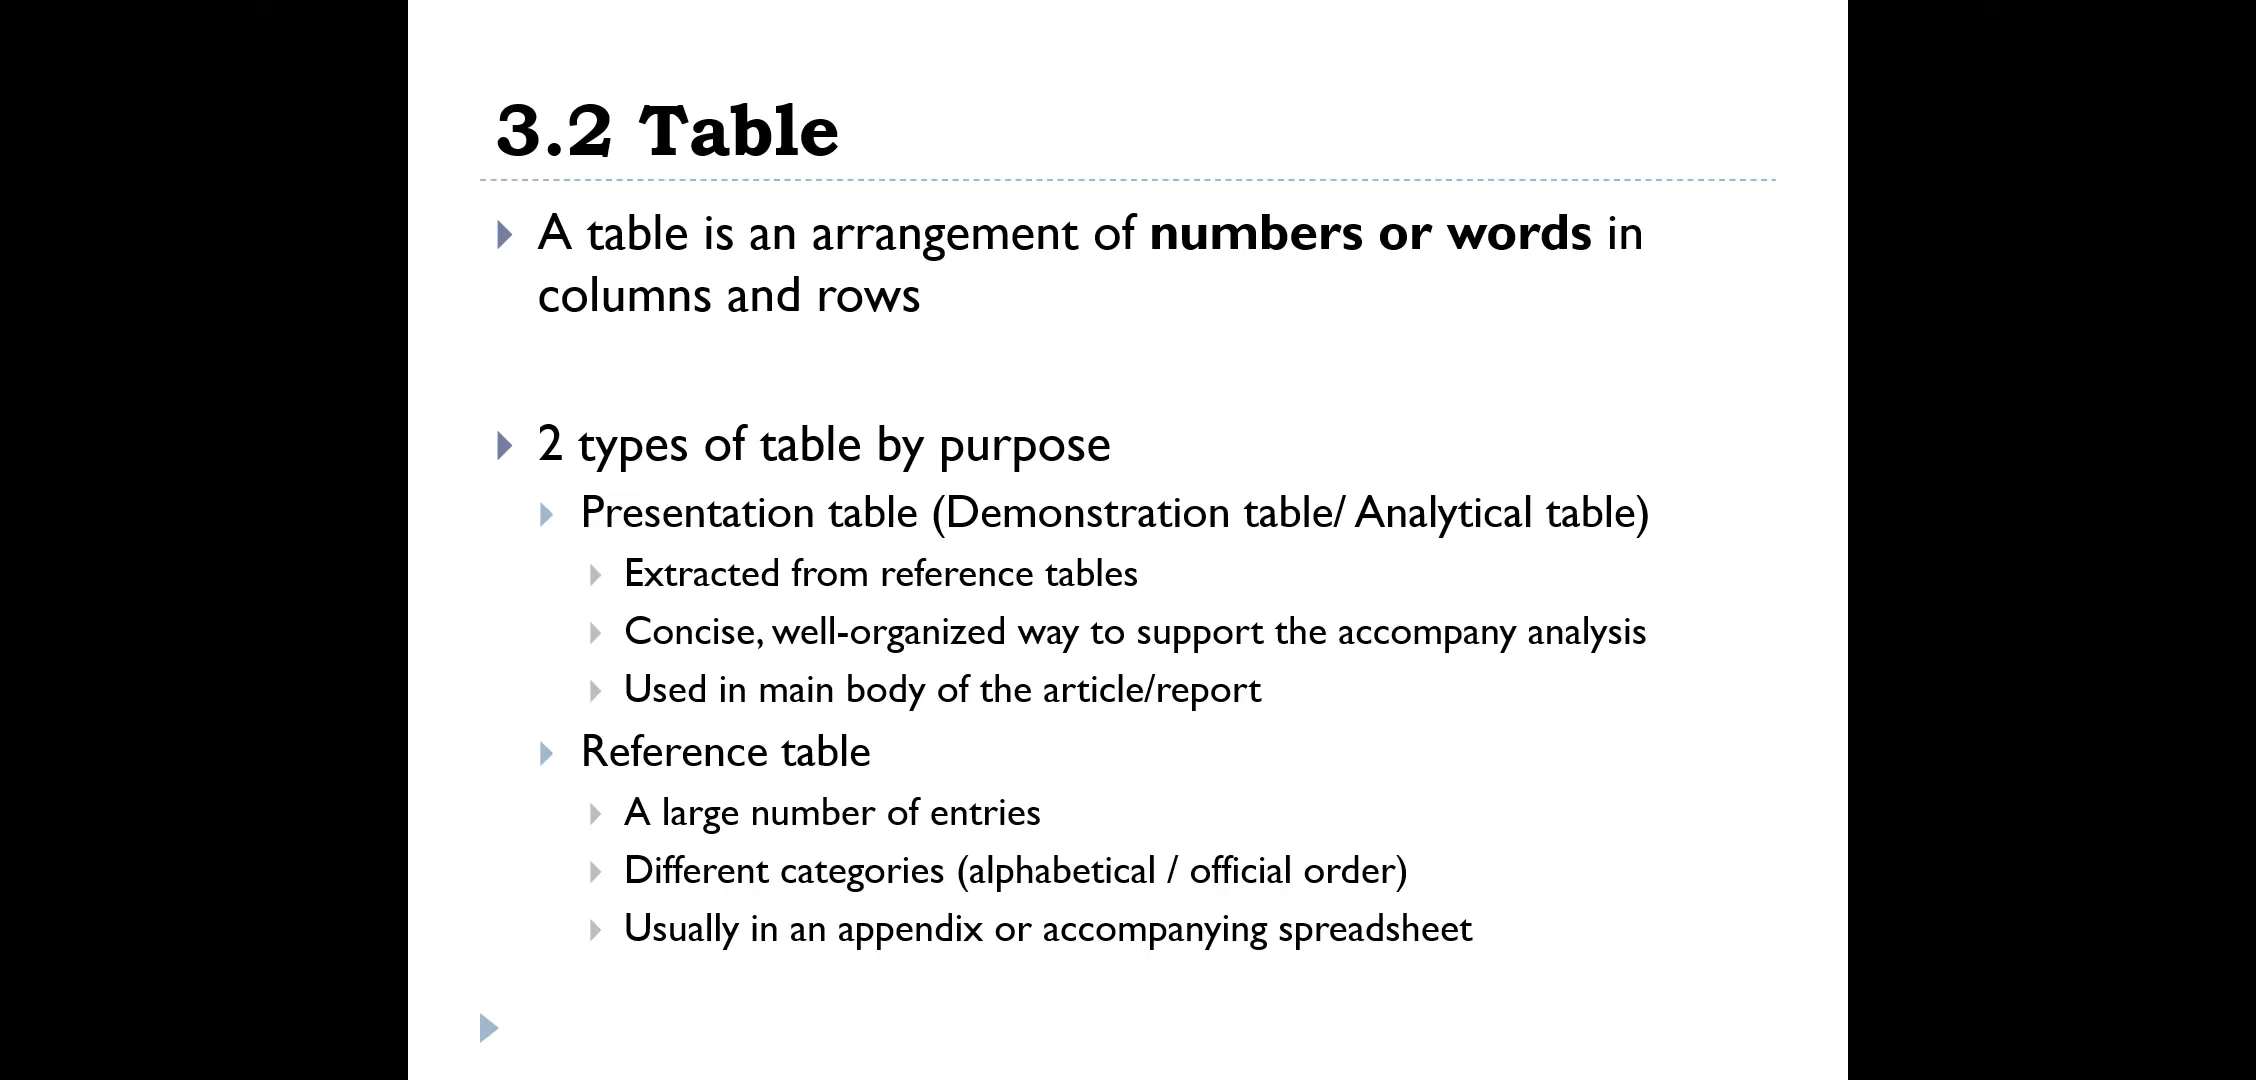 3.2 Table
A table is an arrangement of numbers or words in
columns and rows
2 types of table by purpose
Presentation table (Demonstration table/ Analytical table)
Extracted from reference tables
Concise, well-organized way to support the accompany analysis
Used in main body of the article/report
Reference table
A large number of entries
Different categories (alphabetical / official order)
Usually in an appendix or accompanying spreadsheet